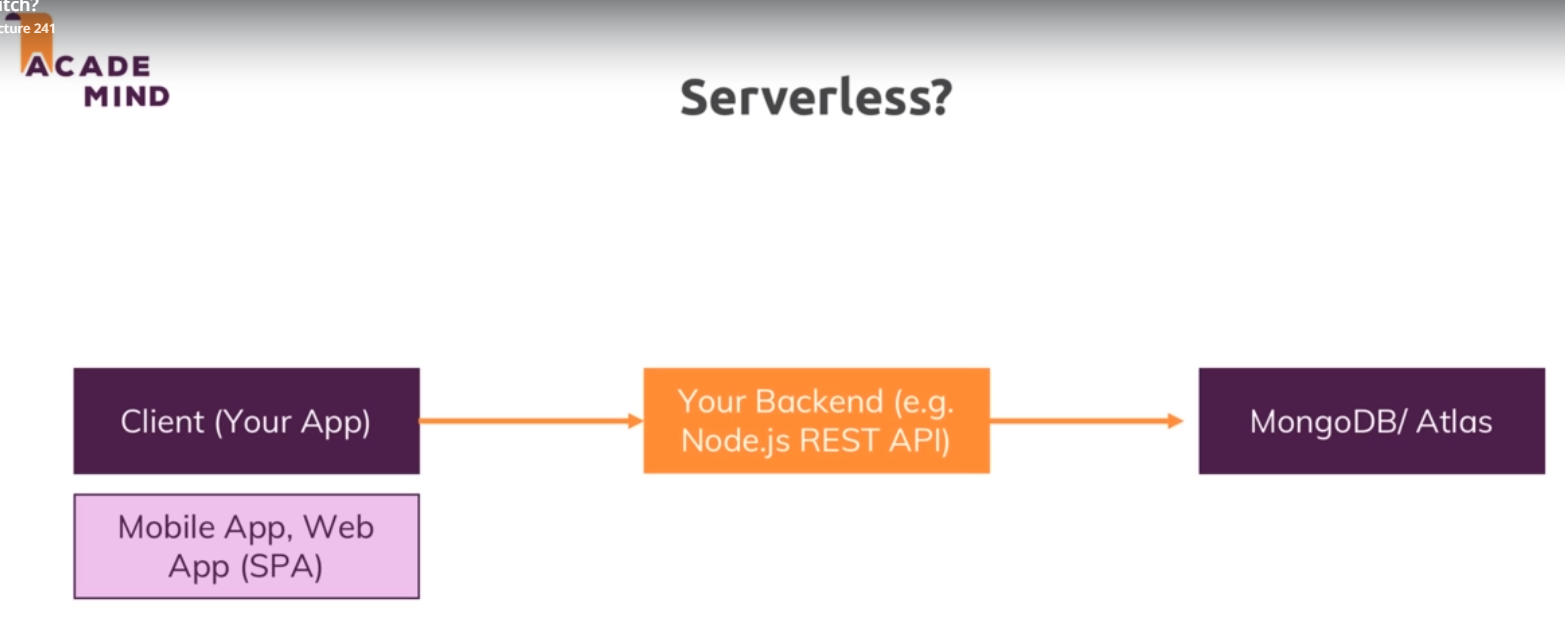 cture 241
ACADE
MIND
Serverless?
Client (Your App)
Your Backend (e.g.
Node.js REST API)
MongoDB/ Atlas
Mobile App, Web
App (SPA)